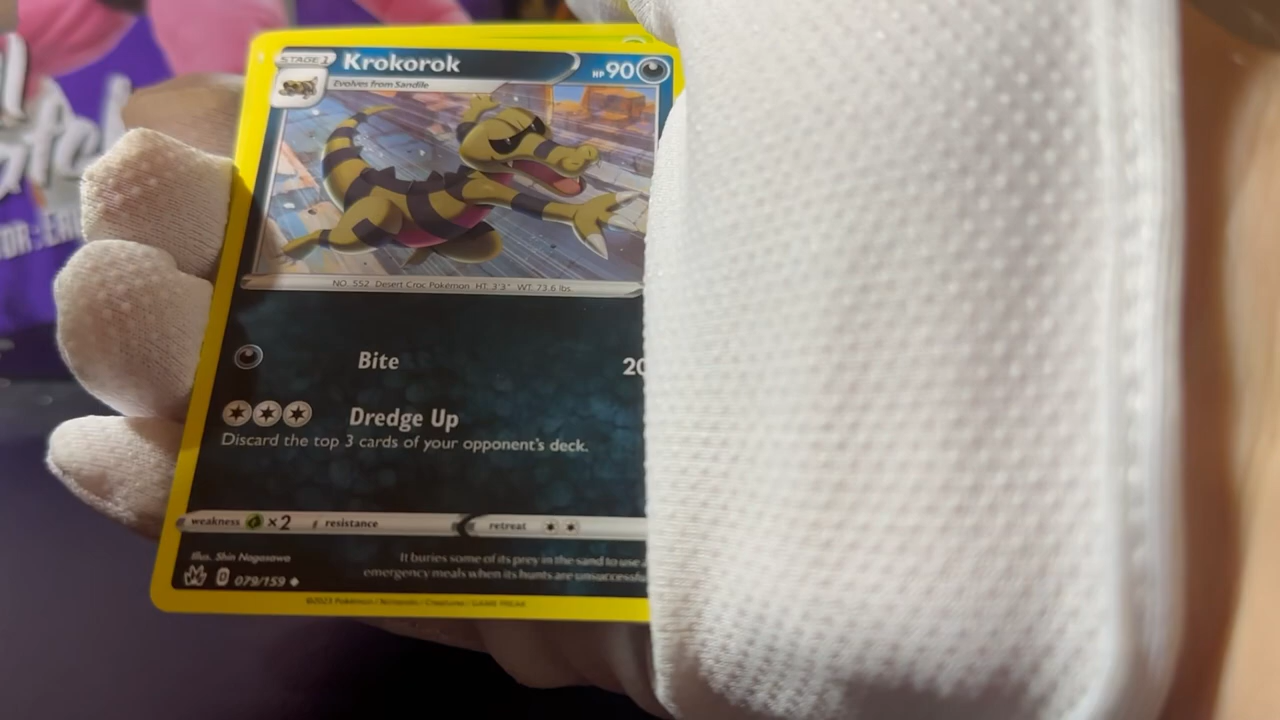 STAGE 1
Krokorok
HP 90
Evolves from Sandile
NO. 552 Desert Croc Pokémon HT: 3'3" WT: 73.6 lbs.
Bite
20
Dredge Up
Discard the top 3 cards of your opponent's deck.
weakness ×2 resistance retreat
Illus. Shin Nagasawa
It buries some of its prey in the sand to use
emergency meals when its hunts are
D 079/159
©2023 Pokémon / Nintendo / Creatures / GAME FREAK